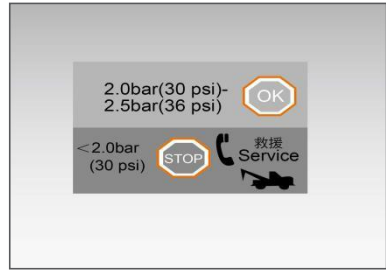 2.0bar(30 psi)-
2.5bar(36 psi)
OK
<2.0bar
(30 psi)
STOP
救援
Service